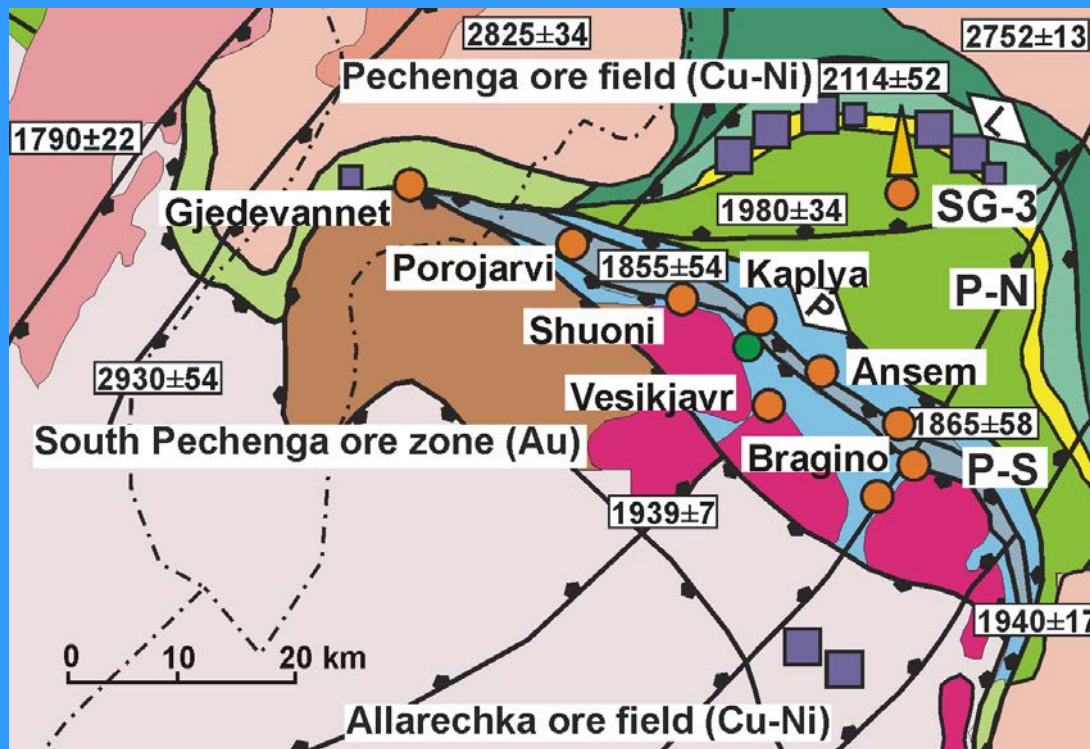 2825±34
2752±13
Pechenga ore field (Cu-Ni)
2114±52
1790±22
L
Gjedevannet
1980±34
SG-3
Porojarvi
1855±54
Kaplya
P-N
P
Shuoni
Ansem
2930±54
Vesikjavr
1865±58
South Pechenga ore zone (Au)
Bragino
P-S
1939±7
1940±17
0 10 20 km
Allarechka ore field (Cu-Ni)